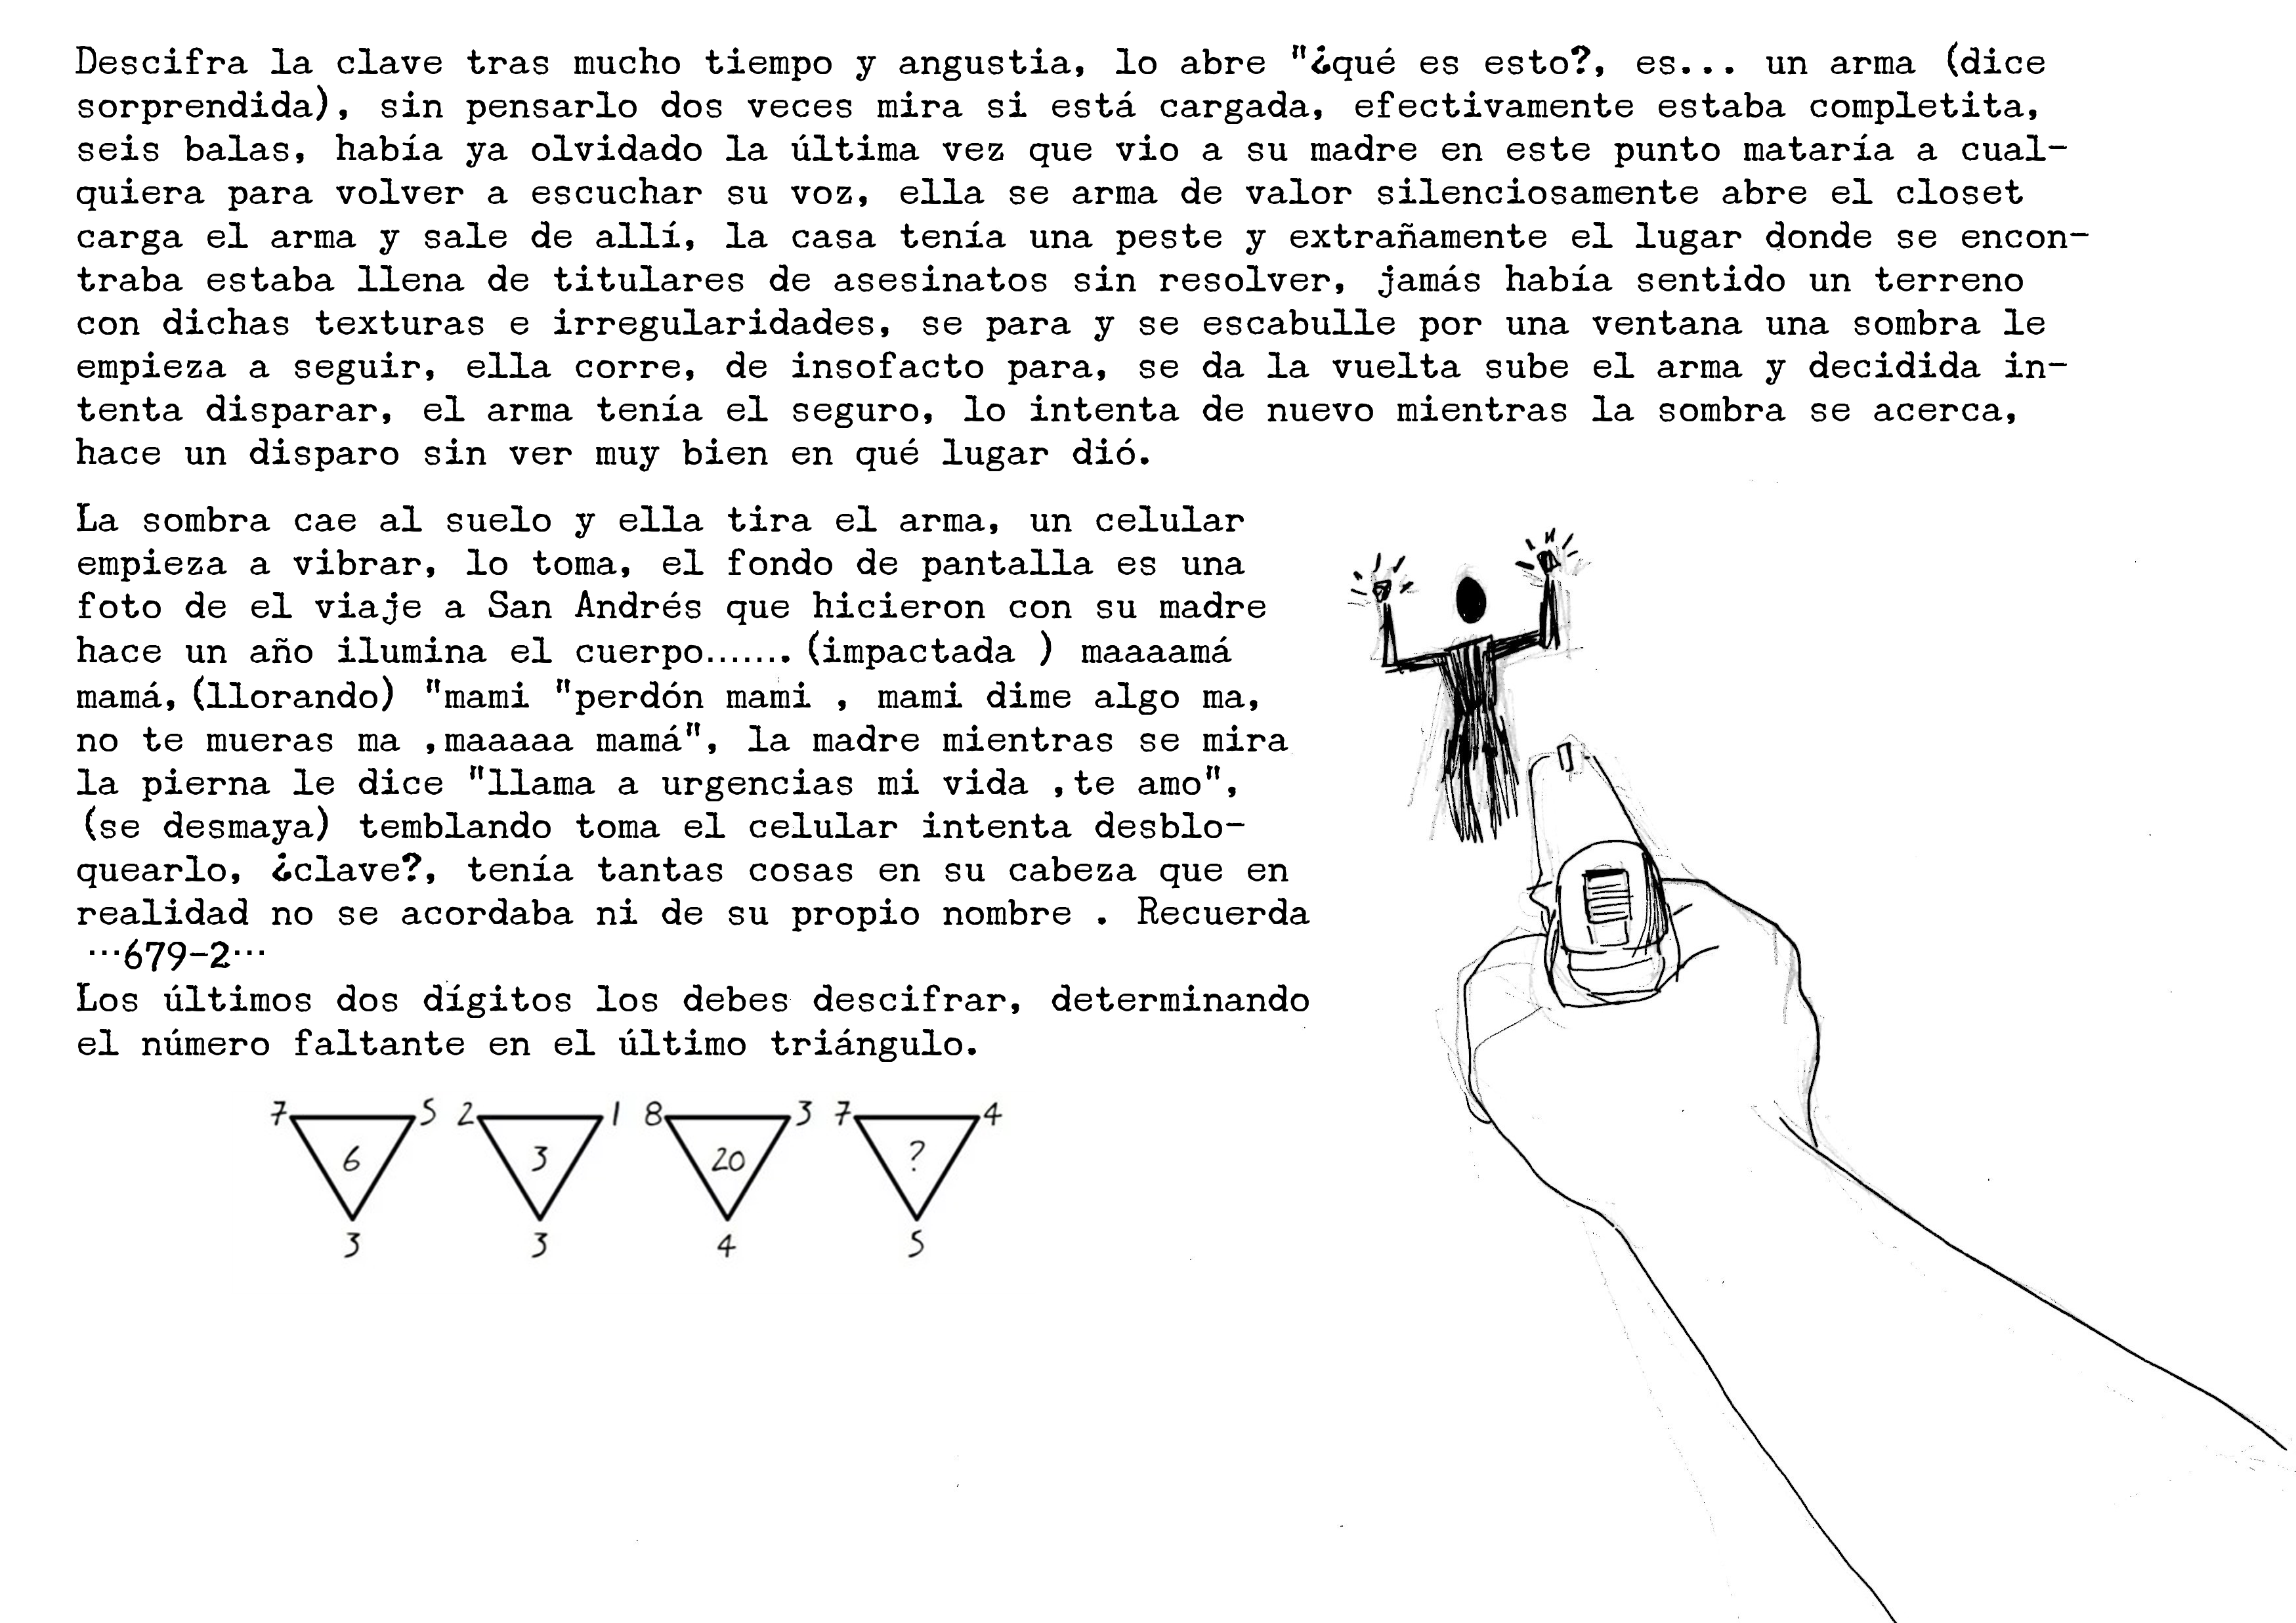 Descifra la clave tras mucho tiempo y angustia, lo abre "¿qué es esto?, es... un arma (dice
sorprendida), sin pensarlo dos veces mira si está cargada, efectivamente estaba completita,
seis balas, había ya olvidado la última vez que vio a su madre en este punto mataría a cual-
quiera para volver a escuchar su voz, ella se arma de valor silenciosamente abre el closet
carga el arma y sale de allí, la casa tenía una peste y extrañamente el lugar donde se encon-
traba estaba llena de titulares de asesinatos sin resolver, jamás había sentido un terreno
con dichas texturas e irregularidades, se para y se escabulle por una ventana una sombra le
empieza a seguir, ella corre, de insofacto para, se da la vuelta sube el arma y decidida in-
tenta disparar, el arma tenía el seguro, lo intenta de nuevo mientras la sombra se acerca,
hace un disparo sin ver muy bien en qué lugar dió.
La sombra cae al suelo y ella tira el arma, un celular
empieza a vibrar, lo toma, el fondo de pantalla es una
foto de el viaje a San Andrés que hicieron con su madre
hace un año ilumina el cuerpo....... (impactada ) maaaamá
mamá, (llorando) "mami "perdón mami , mami dime algo ma,
no te mueras ma ,maaaaa mamá", la madre mientras se mira
la pierna le dice "llama a urgencias mi vida ,te amo",
(se desmaya) temblando toma el celular intenta desblo-
quearlo, ¿clave?, tenía tantas cosas en su cabeza que en
realidad no se acordaba ni de su propio nombre . Recuerda
...679-2...
Los últimos dos dígitos los debes descifrar, determinando
el número faltante en el último triángulo.
7 5 2 1 8 3 7 4
6 3 20 ?
3 3 4 5